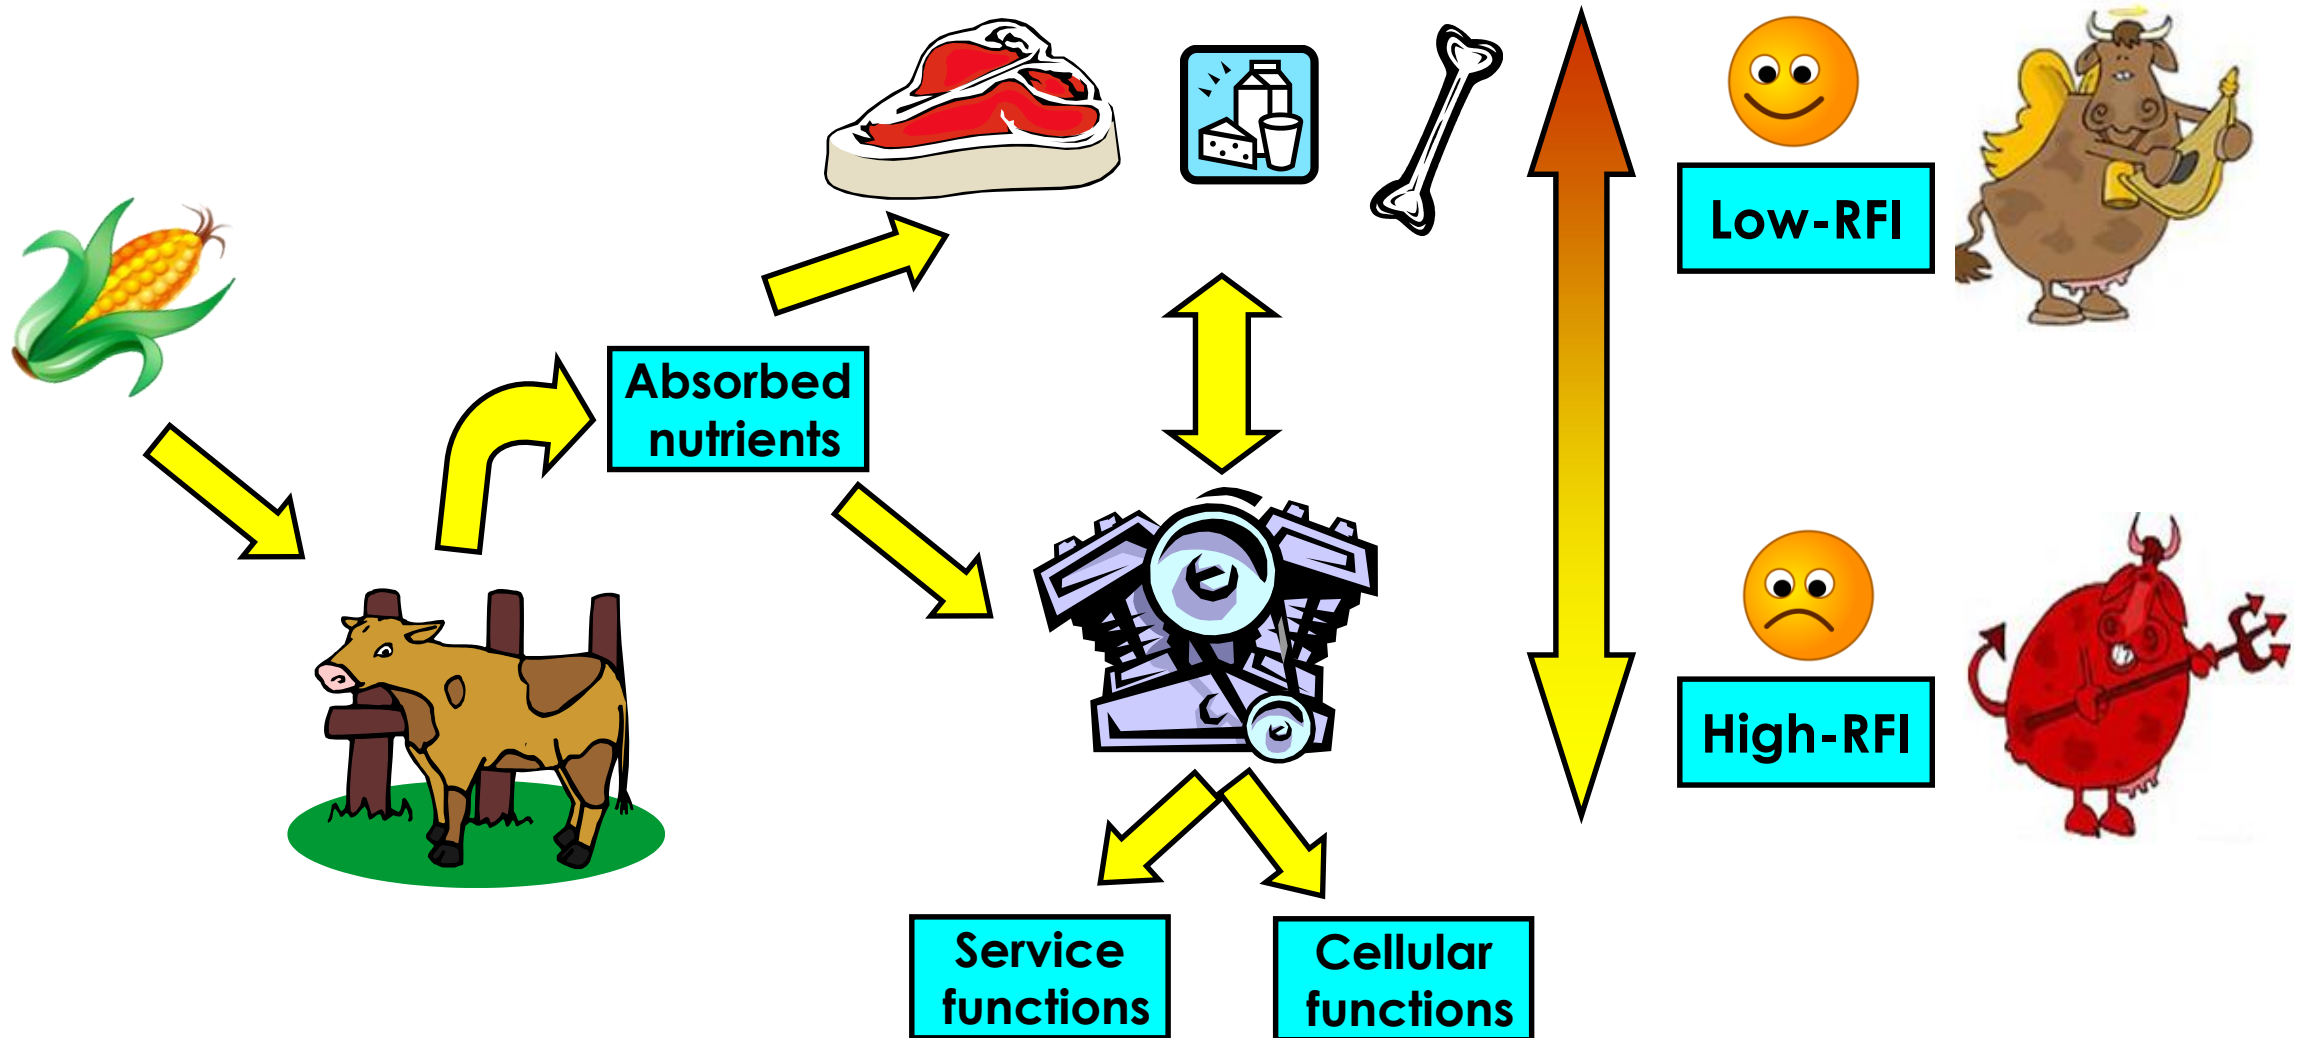 Low-RFI
Absorbed
nutrients
High-RFI
Service
functions
Cellular
functions